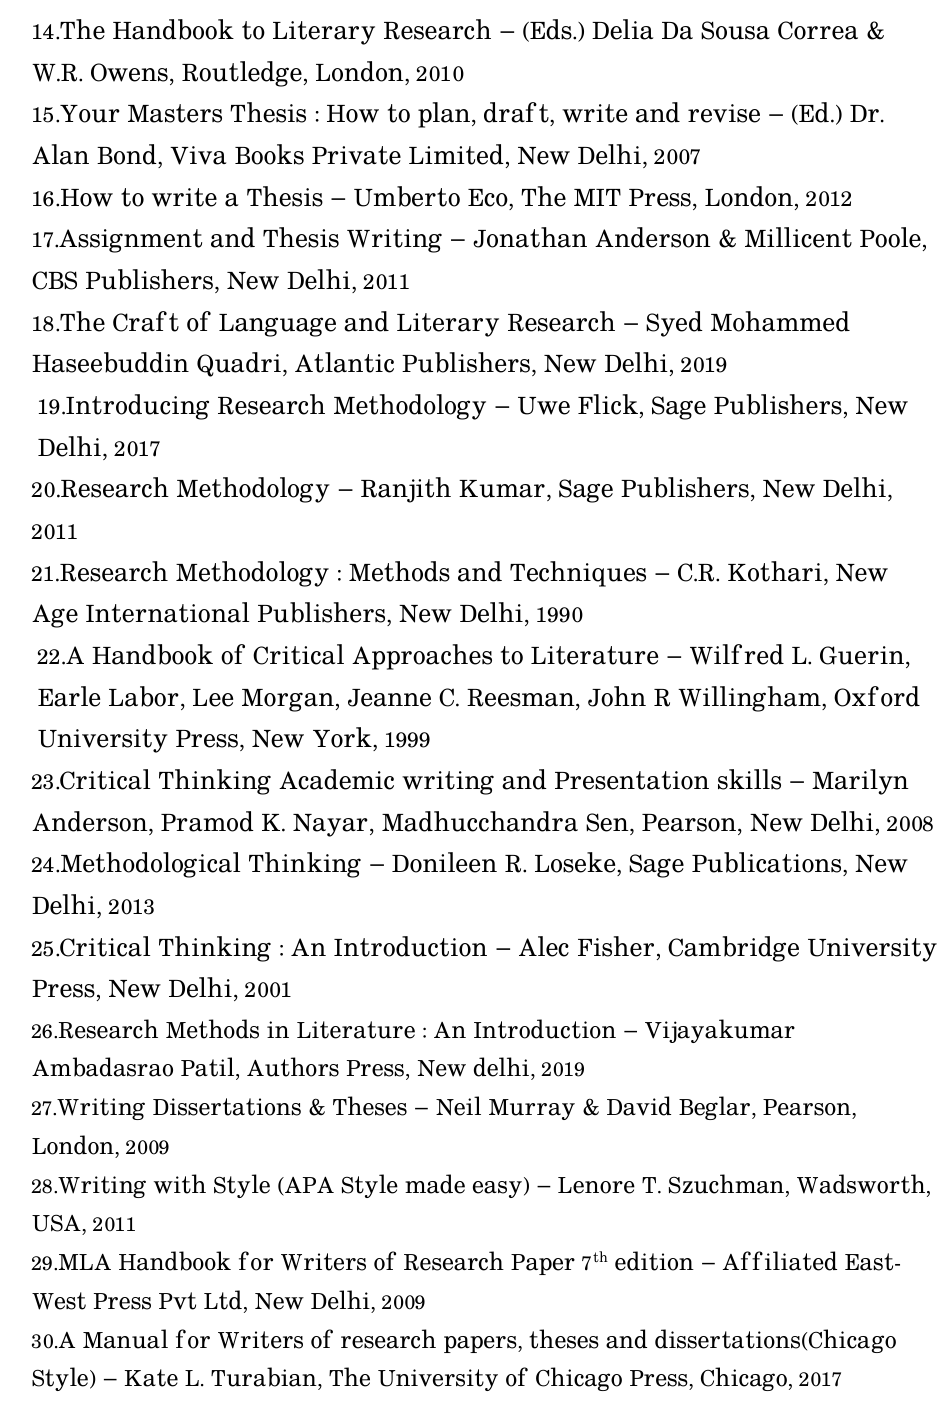 14.The Handbook to Literary Research – (Eds.) Delia Da Sousa Correa &
W.R. Owens, Routledge, London, 2010
15.Your Masters Thesis : How to plan, draft, write and revise – (Ed.) Dr.
Alan Bond, Viva Books Private Limited, New Delhi, 2007
16.How to write a Thesis – Umberto Eco, The MIT Press, London, 2012
17.Assignment and Thesis Writing – Jonathan Anderson & Millicent Poole,
CBS Publishers, New Delhi, 2011
18.The Craft of Language and Literary Research – Syed Mohammed
Haseebuddin Quadri, Atlantic Publishers, New Delhi, 2019
19.Introducing Research Methodology – Uwe Flick, Sage Publishers, New
Delhi, 2017
20.Research Methodology – Ranjith Kumar, Sage Publishers, New Delhi,
2011
21.Research Methodology : Methods and Techniques – C.R. Kothari, New
Age International Publishers, New Delhi, 1990
22.A Handbook of Critical Approaches to Literature – Wilfred L. Guerin,
Earle Labor, Lee Morgan, Jeanne C. Reesman, John R Willingham, Oxford
University Press, New York, 1999
23.Critical Thinking Academic writing and Presentation skills – Marilyn
Anderson, Pramod K. Nayar, Madhucchandra Sen, Pearson, New Delhi, 2008
24.Methodological Thinking – Donileen R. Loseke, Sage Publications, New
Delhi, 2013
25.Critical Thinking : An Introduction – Alec Fisher, Cambridge University
Press, New Delhi, 2001
26.Research Methods in Literature : An Introduction – Vijayakumar
Ambadasrao Patil, Authors Press, New delhi, 2019
27.Writing Dissertations & Theses – Neil Murray & David Beglar, Pearson,
London, 2009
28.Writing with Style (APA Style made easy) – Lenore T. Szuchman, Wadsworth,
USA, 2011
29.MLA Handbook for Writers of Research Paper 7th edition – Affiliated East-
West Press Pvt Ltd, New Delhi, 2009
30.A Manual for Writers of research papers, theses and dissertations(Chicago
Style) – Kate L. Turabian, The University of Chicago Press, Chicago, 2017